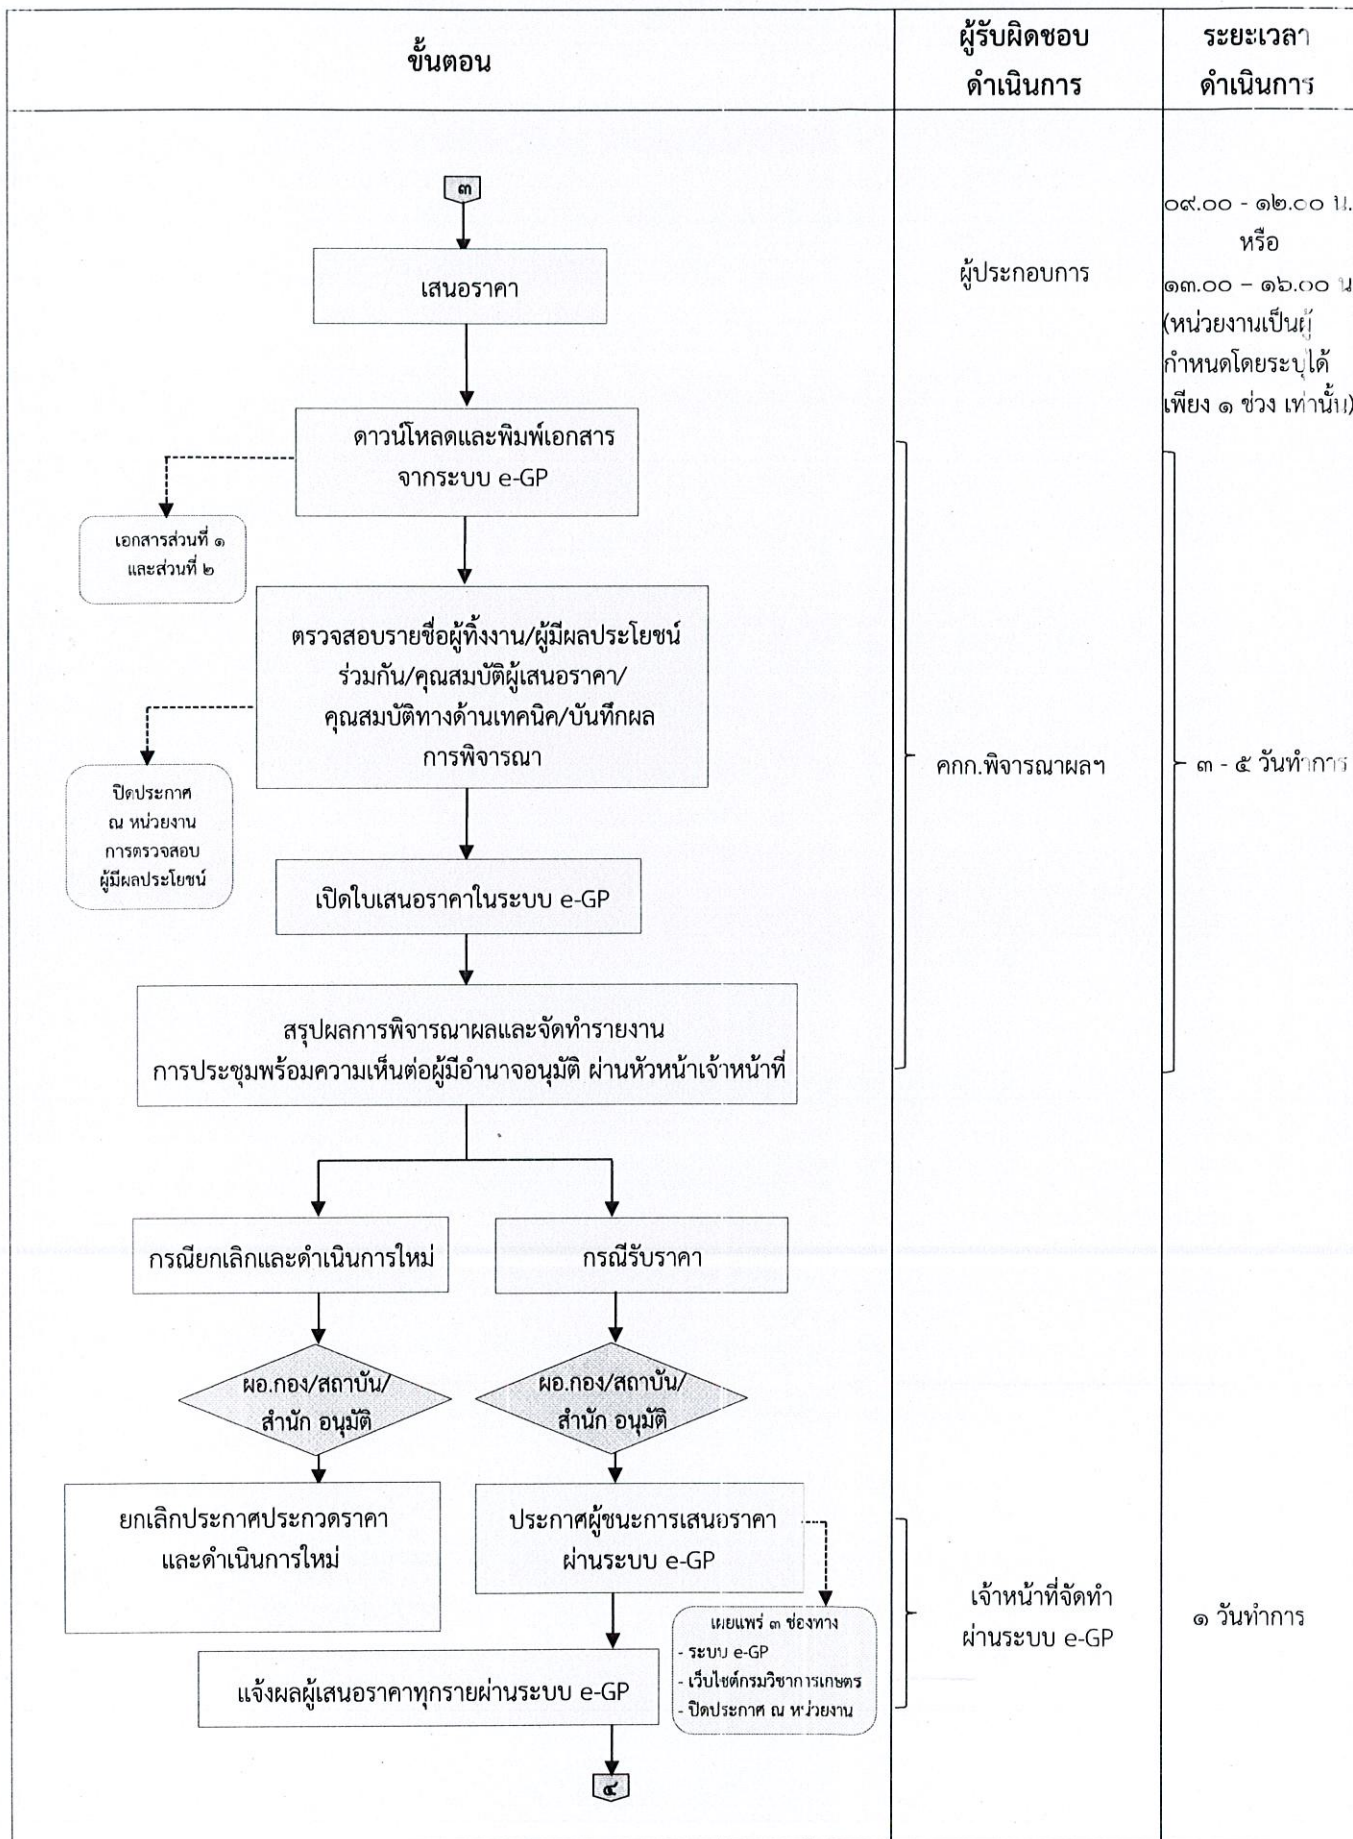 ขั้นตอน
ผู้รับผิดชอบ
ดำเนินการ
ระยะเวลา
ดำเนินการ
๓
เสนอราคา
ผู้ประกอบการ
๐๙.๐๐ - ๑๒.๐๐ น.
หรือ
๑๓.๐๐ – ๑๖.๐๐ น
(หน่วยงานเป็นผู้
กำหนดโดยระบุได้
เพียง ๑ ช่วง เท่านั้น)
ดาวน์โหลดและพิมพ์เอกสาร
จากระบบ e-GP
เอกสารส่วนที่ ๑
และส่วนที่ ๒
ตรวจสอบรายชื่อผู้ทิ้งงาน/ผู้มีผลประโยชน์
ร่วมกัน/คุณสมบัติผู้เสนอราคา/
คุณสมบัติทางด้านเทคนิค/บันทึกผล
การพิจารณา
ปิดประกาศ
ณ หน่วยงาน
การตรวจสอบ
ผู้มีผลประโยชน์
คกก.พิจารณาผลฯ
๓ - ๕ วันทำการ
เปิดใบเสนอราคาในระบบ e-GP
สรุปผลการพิจารณาผลและจัดทำรายงาน
การประชุมพร้อมความเห็นต่อผู้มีอำนาจอนุมัติ ผ่านหัวหน้าเจ้าหน้าที่
กรณียกเลิกและดำเนินการใหม่
กรณีรับราคา
ผอ.กอง/สถาบัน/
สำนัก อนุมัติ
ผอ.กอง/สถาบัน/
สำนัก อนุมัติ
ยกเลิกประกาศประกวดราคา
และดำเนินการใหม่
ประกาศผู้ชนะการเสนอราคา
ผ่านระบบ e-GP
เผยแพร่ ๓ ช่องทาง
- ระบบ e-GP
- เว็บไซต์กรมวิชาการเกษตร
- ปิดประกาศ ณ หน่วยงาน
เจ้าหน้าที่จัดทำ
ผ่านระบบ e-GP
๑ วันทำการ
แจ้งผลผู้เสนอราคาทุกรายผ่านระบบ e-GP
๔